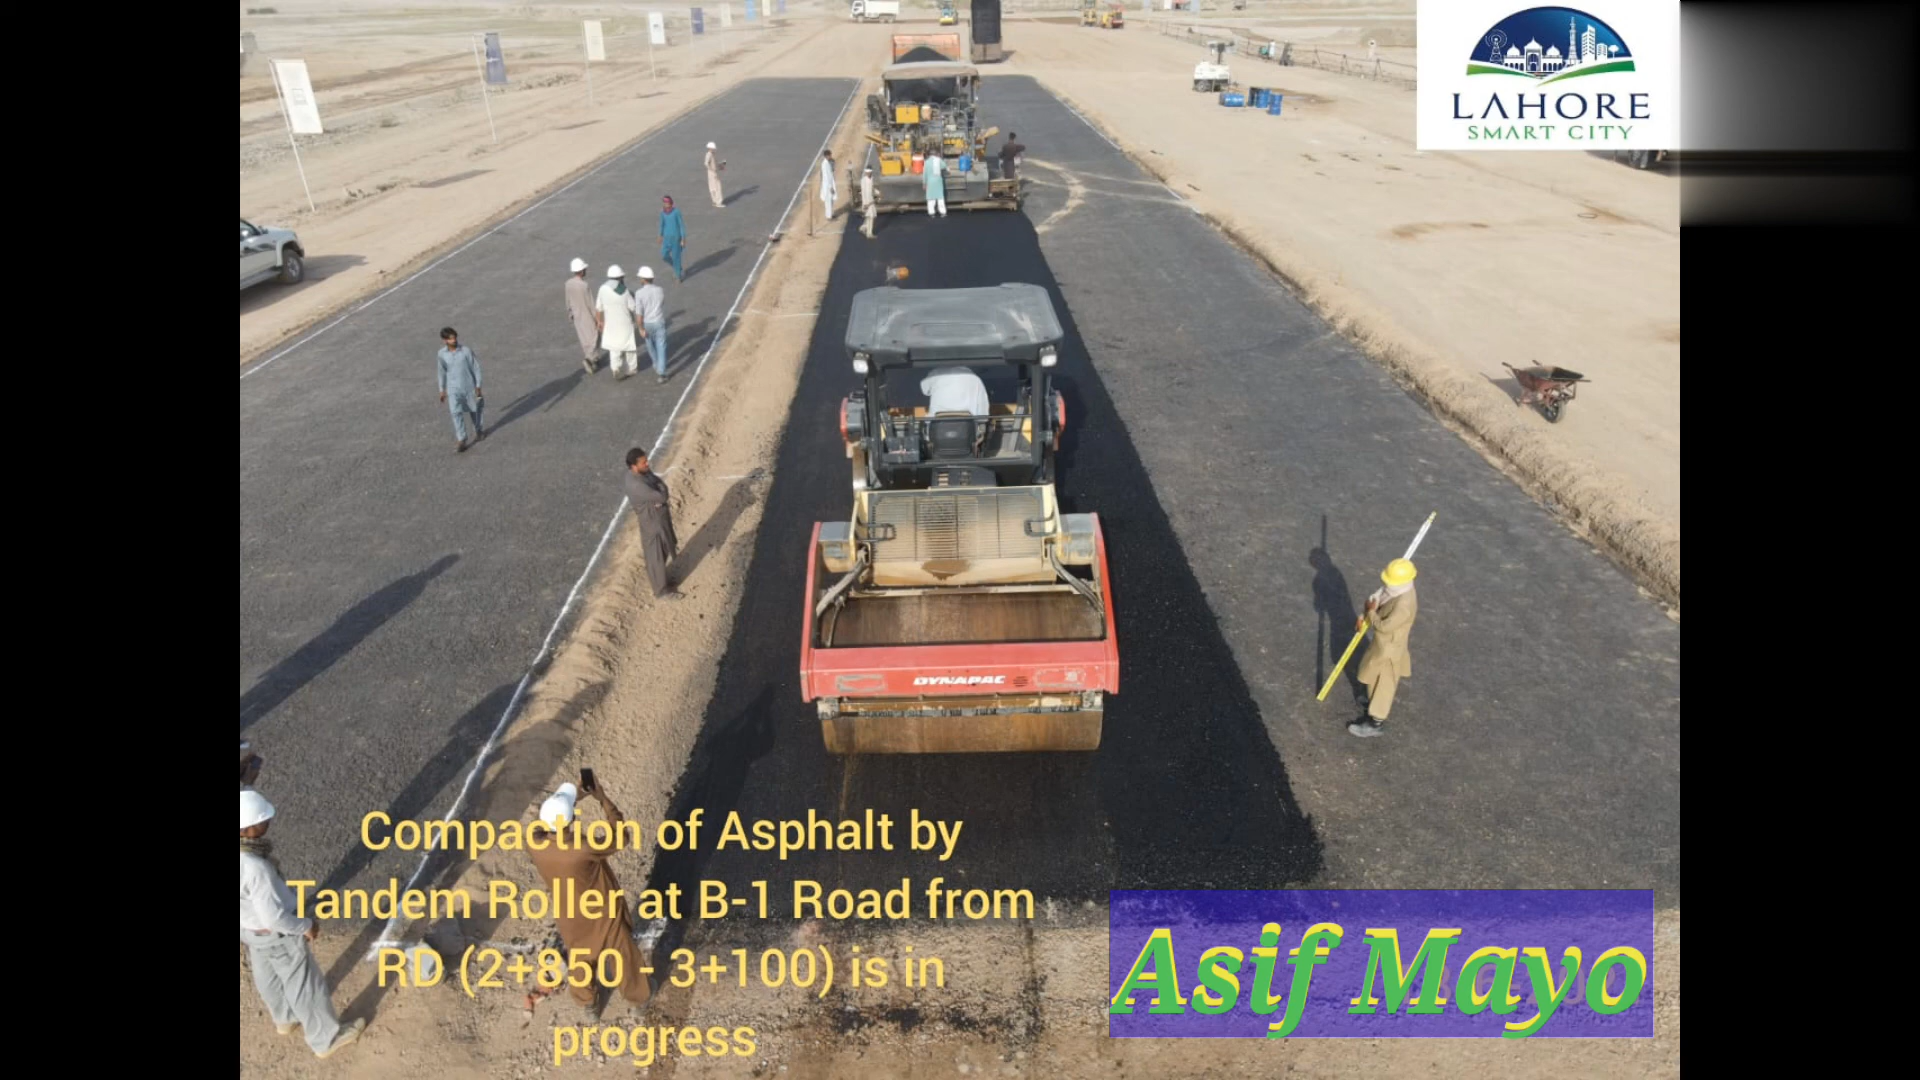 LAHORE
SMART CITY
DYNAPAC
Compaction of Asphalt by
Tandem Roller at B-1 Road from
RD (2+850 - 3+100) is in
progress
Asif Mayo